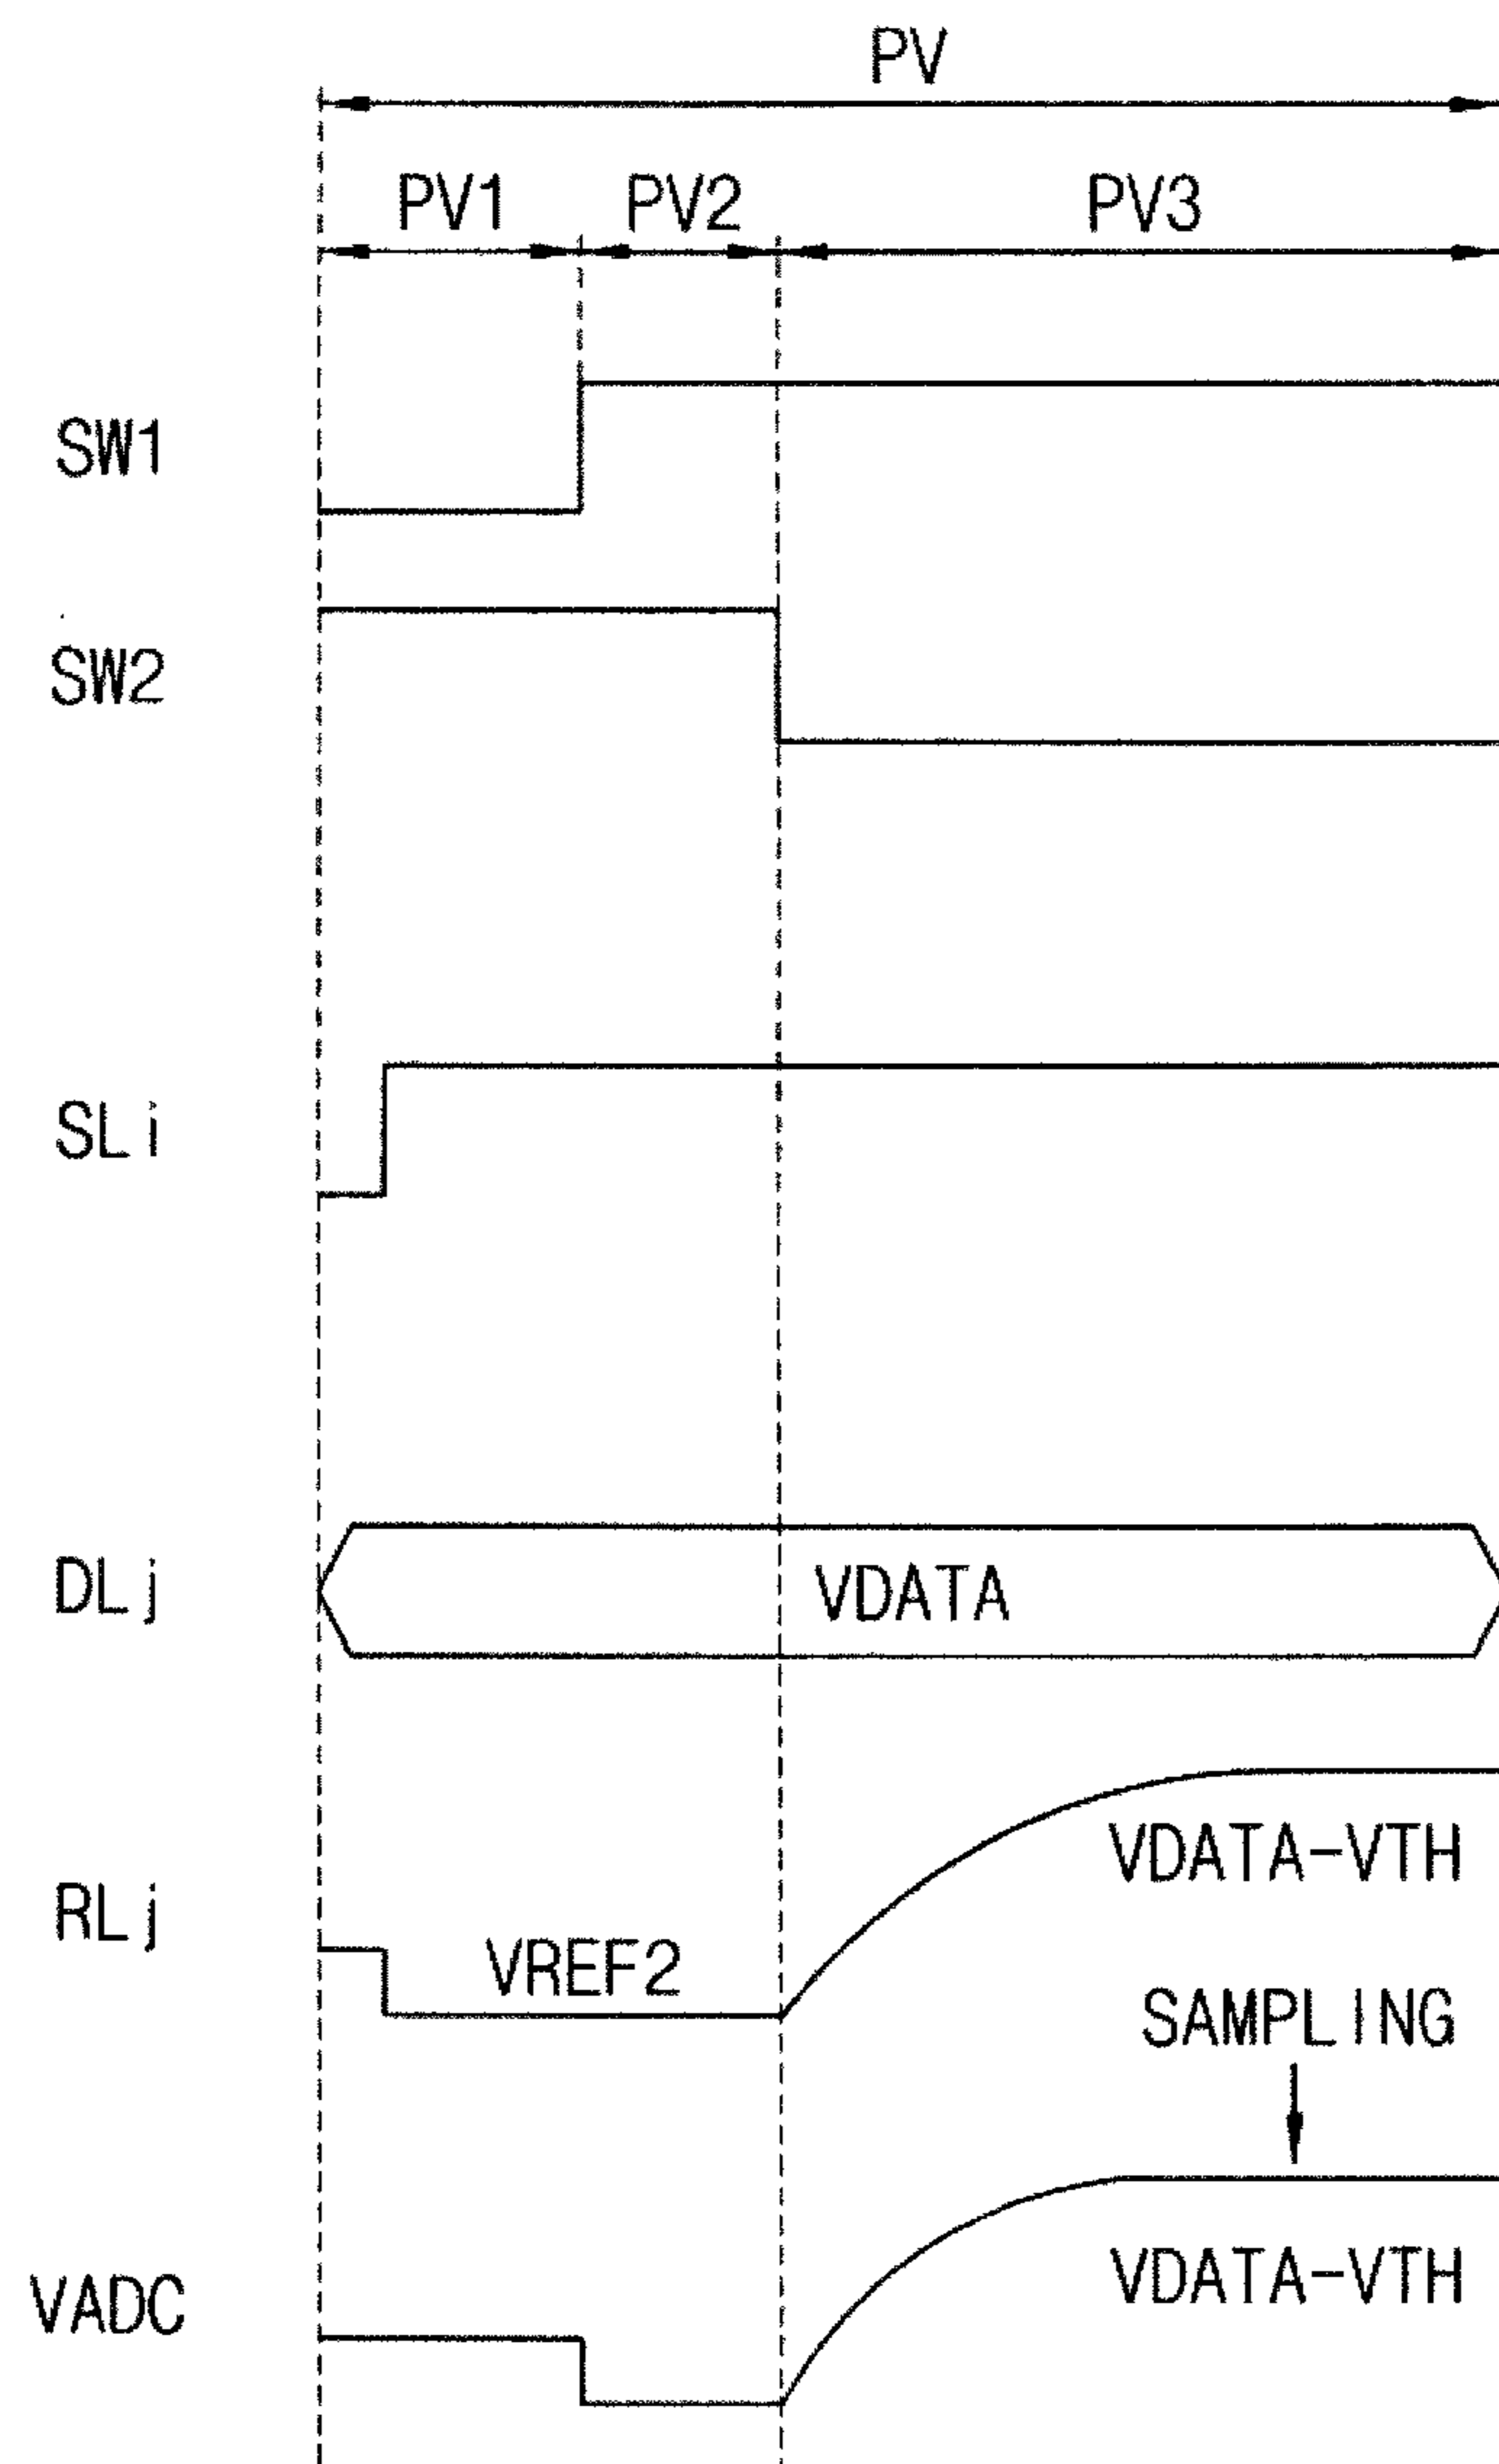 PV
PV1 PV2 PV3
SW1
SW2
SLi
DLj VDATA
VDATA-VTH
RLj VREF2
SAMPLING
VDATA-VTH
VADC